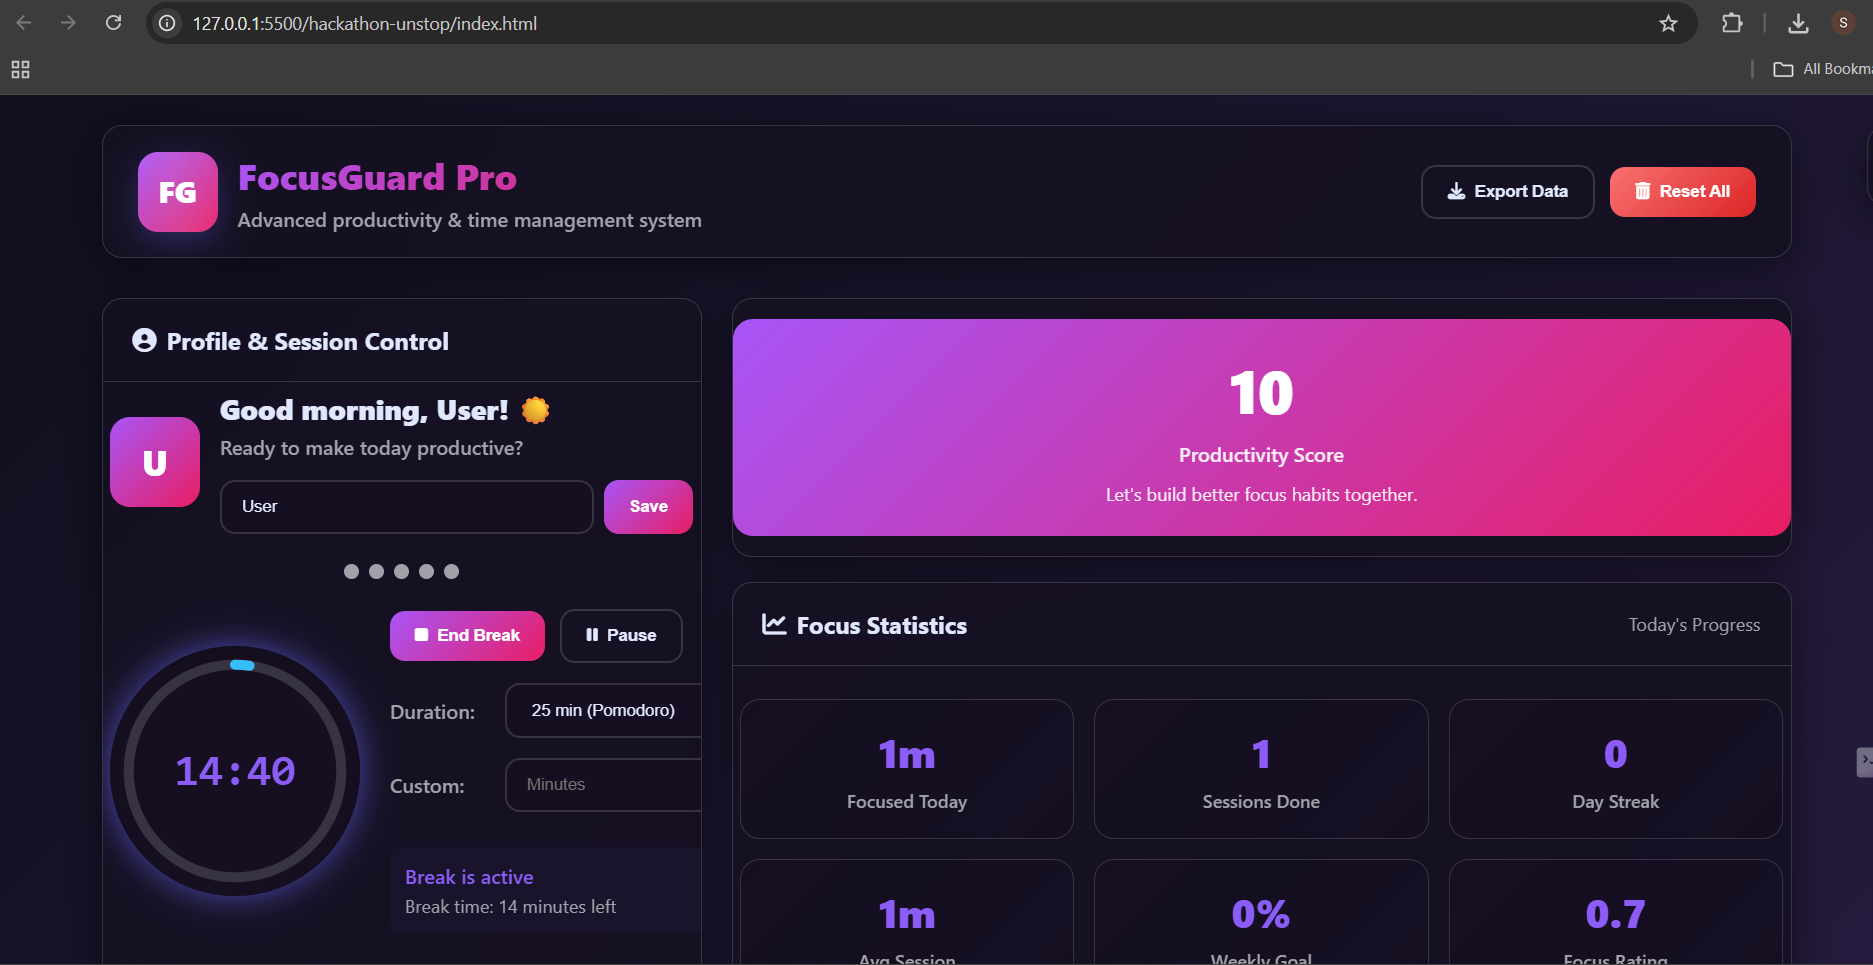 127.0.0.1:5500/hackathon-unstop/index.html
S
All Bookma
FG
FocusGuard Pro
Advanced productivity & time management system
Export Data
Reset All
Profile & Session Control
U
Good morning, User!
Ready to make today productive?
User
Save
End Break
Pause
14:40
Duration:
25 min (Pomodoro)
Custom:
Minutes
Break is active
Break time: 14 minutes left
10
Productivity Score
Let's build better focus habits together.
Focus Statistics
Today's Progress
1m
Focused Today
1
Sessions Done
0
Day Streak
1m
Avg Session
0%
Weekly Goal
0.7
Focus Rating